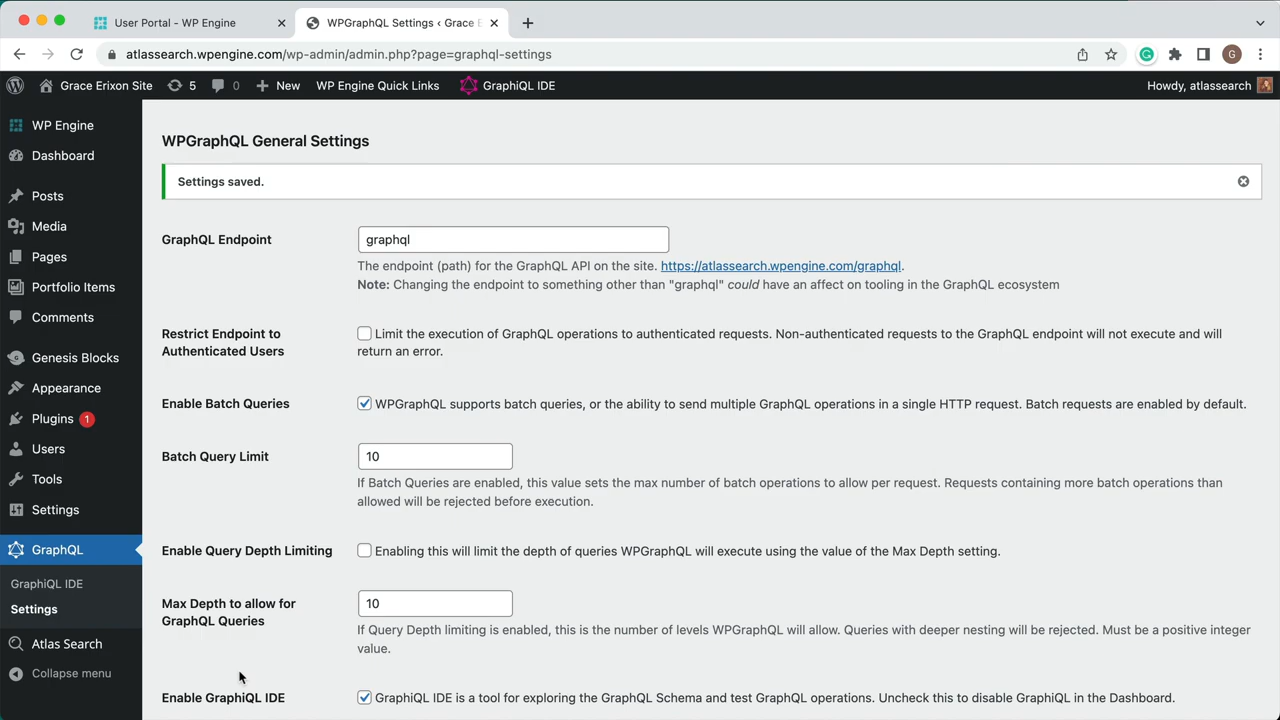 User Portal - WP Engine
WPGraphQL Settings ‹ Grace E
atlassearch.wpengine.com/wp-admin/admin.php?page=graphql-settings
G
Grace Erixon Site
5
0
New
WP Engine Quick Links
GraphiQL IDE
Howdy, atlassearch
WP Engine
Dashboard
Posts
Media
Pages
Portfolio Items
Comments
Genesis Blocks
Appearance
Plugins 1
Users
Tools
Settings
GraphQL
GraphiQL IDE
Settings
Atlas Search
Collapse menu
WPGraphQL General Settings
Settings saved.
GraphQL Endpoint
graphql
The endpoint (path) for the GraphQL API on the site. https://atlassearch.wpengine.com/graphql.
Note: Changing the endpoint to something other than "graphql" could have an affect on tooling in the GraphQL ecosystem
Restrict Endpoint to
Authenticated Users
Limit the execution of GraphQL operations to authenticated requests. Non-authenticated requests to the GraphQL endpoint will not execute and will
return an error.
Enable Batch Queries
WPGraphQL supports batch queries, or the ability to send multiple GraphQL operations in a single HTTP request. Batch requests are enabled by default.
Batch Query Limit
10
If Batch Queries are enabled, this value sets the max number of batch operations to allow per request. Requests containing more batch operations than
allowed will be rejected before execution.
Enable Query Depth Limiting
Enabling this will limit the depth of queries WPGraphQL will execute using the value of the Max Depth setting.
Max Depth to allow for
GraphQL Queries
10
If Query Depth limiting is enabled, this is the number of levels WPGraphQL will allow. Queries with deeper nesting will be rejected. Must be a positive integer
value.
Enable GraphiQL IDE
GraphiQL IDE is a tool for exploring the GraphQL Schema and test GraphQL operations. Uncheck this to disable GraphiQL in the Dashboard.